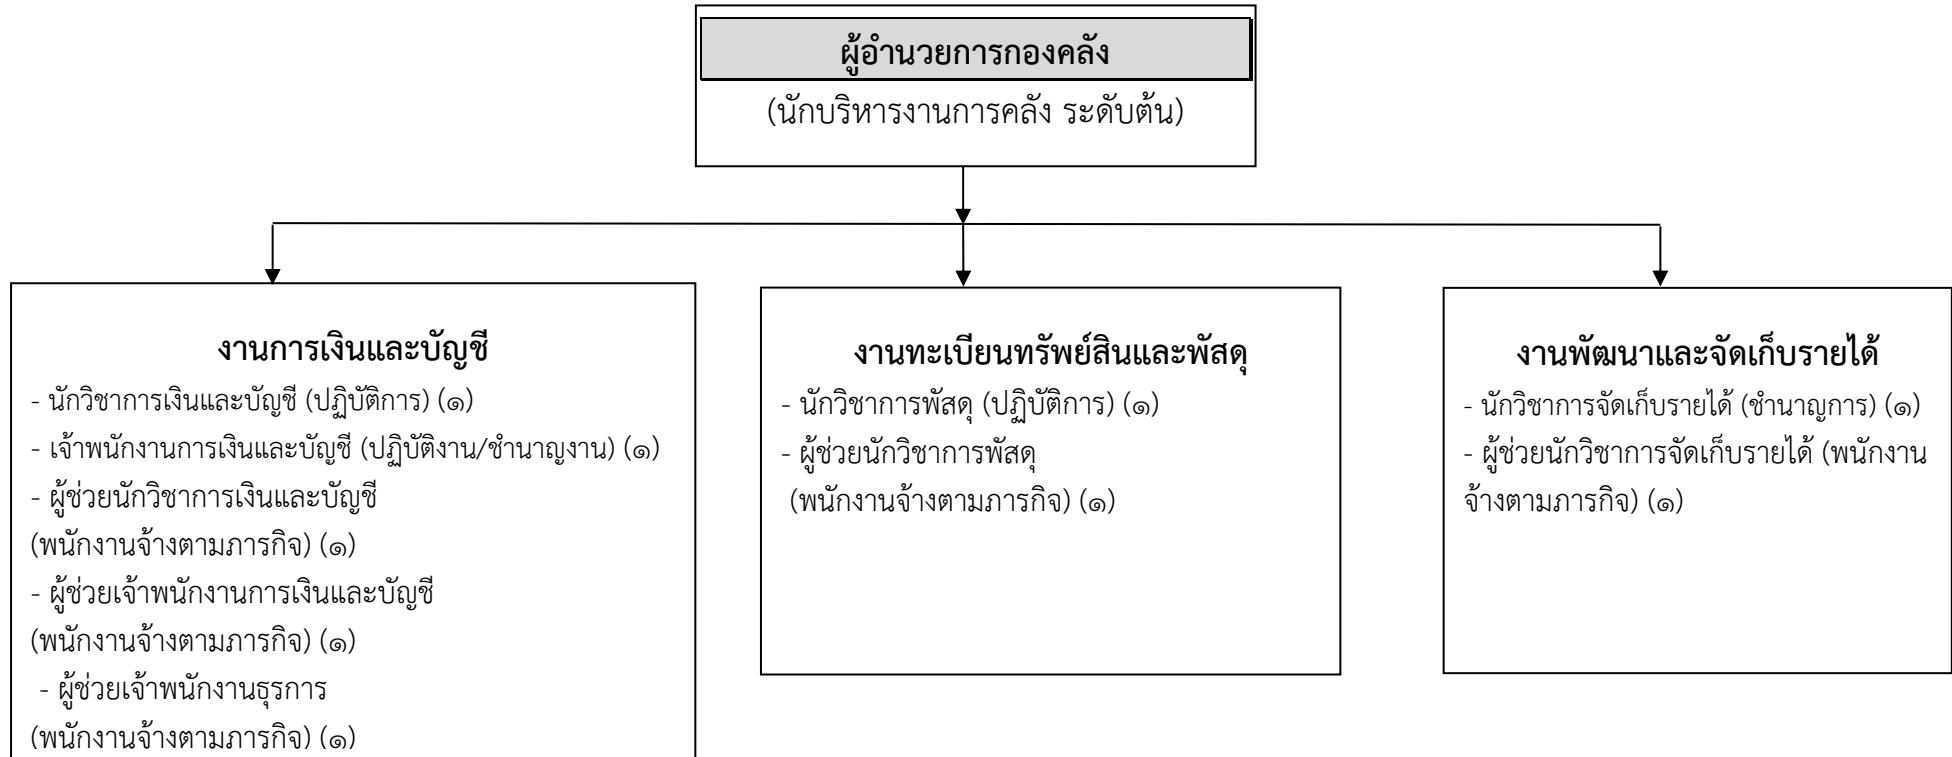 ผู้อำนวยการกองคลัง
(นักบริหารงานการคลัง ระดับต้น)
งานการเงินและบัญชี
- นักวิชาการเงินและบัญชี (ปฏิบัติการ) (๑)
- เจ้าพนักงานการเงินและบัญชี (ปฏิบัติงาน/ชำนาญงาน) (๑)
- ผู้ช่วยนักวิชาการเงินและบัญชี
(พนักงานจ้างตามภารกิจ) (๑)
- ผู้ช่วยเจ้าพนักงานการเงินและบัญชี
(พนักงานจ้างตามภารกิจ) (๑)
- ผู้ช่วยเจ้าพนักงานธุรการ
(พนักงานจ้างตามภารกิจ) (๑)
งานทะเบียนทรัพย์สินและพัสดุ
- นักวิชาการพัสดุ (ปฏิบัติการ) (๑)
- ผู้ช่วยนักวิชาการพัสดุ
(พนักงานจ้างตามภารกิจ) (๑)
งานพัฒนาและจัดเก็บรายได้
- นักวิชาการจัดเก็บรายได้ (ชำนาญการ) (๑)
- ผู้ช่วยนักวิชาการจัดเก็บรายได้ (พนักงาน
จ้างตามภารกิจ) (๑)